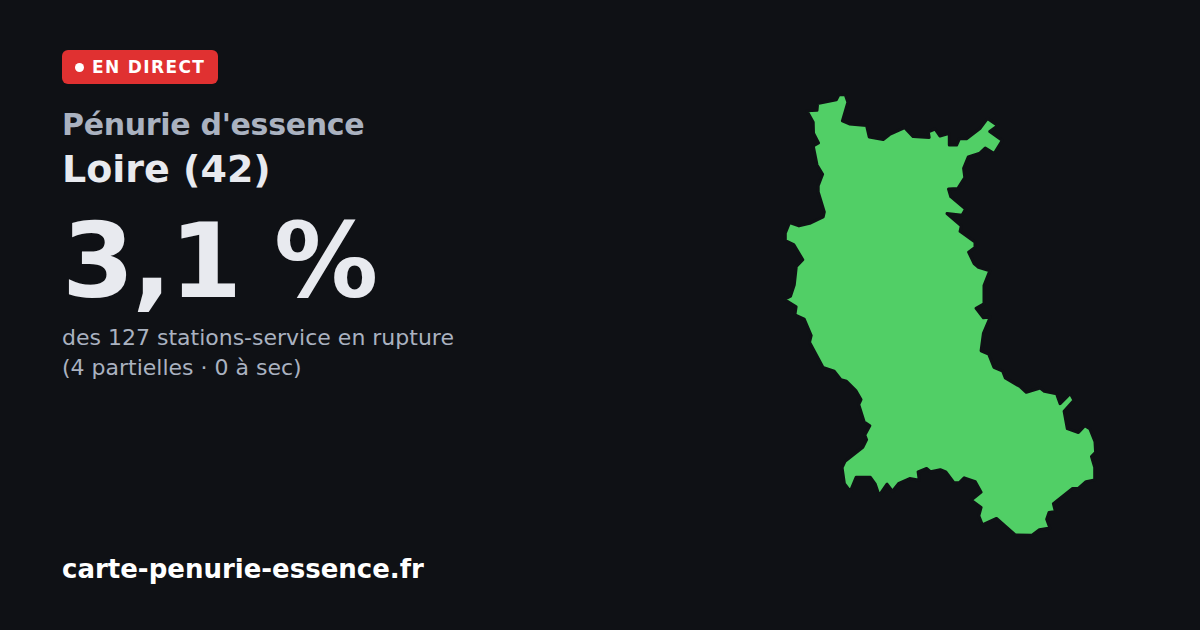 EN DIRECT
Pénurie d'essence
Loire (42)
3,1 %
des 127 stations-service en rupture
(4 partielles · 0 à sec)
carte-penurie-essence.fr